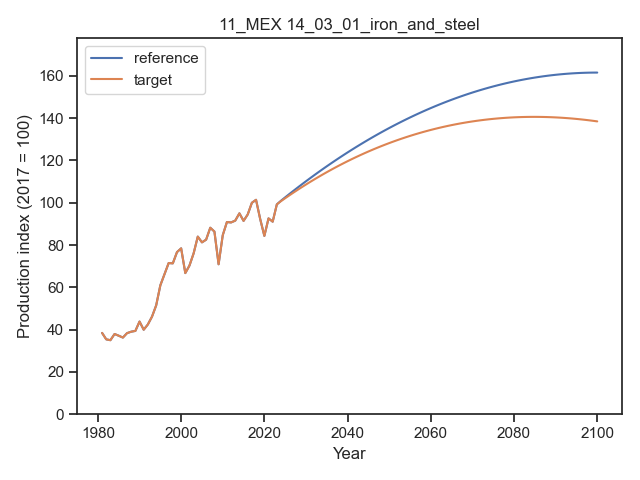 11_MEX 14_03_01_iron_and_steel
reference
target
Production index (2017 = 100)
160
140
120
100
80
60
40
20
0
1980 2000 2020 2040 2060 2080 2100
Year